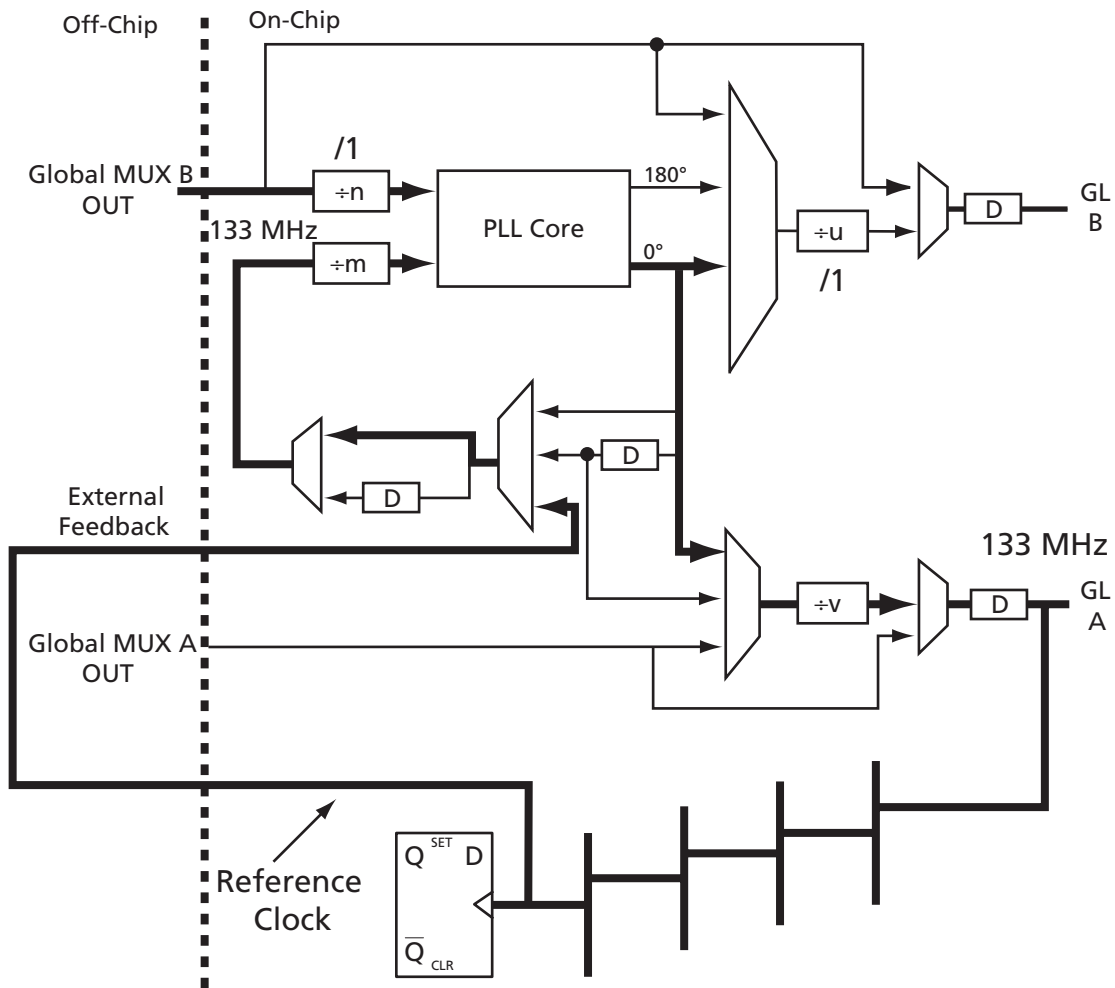 Off-Chip
On-Chip
/1
Global MUX B
OUT
÷n
180°
PLL Core
GL
B
D
133 MHz
÷u
0°
÷m
/1
D
D
External
Feedback
133 MHz
GL
A
÷v
D
Global MUX A
OUT
Q SET D
Reference
Clock
Q̅ CLR